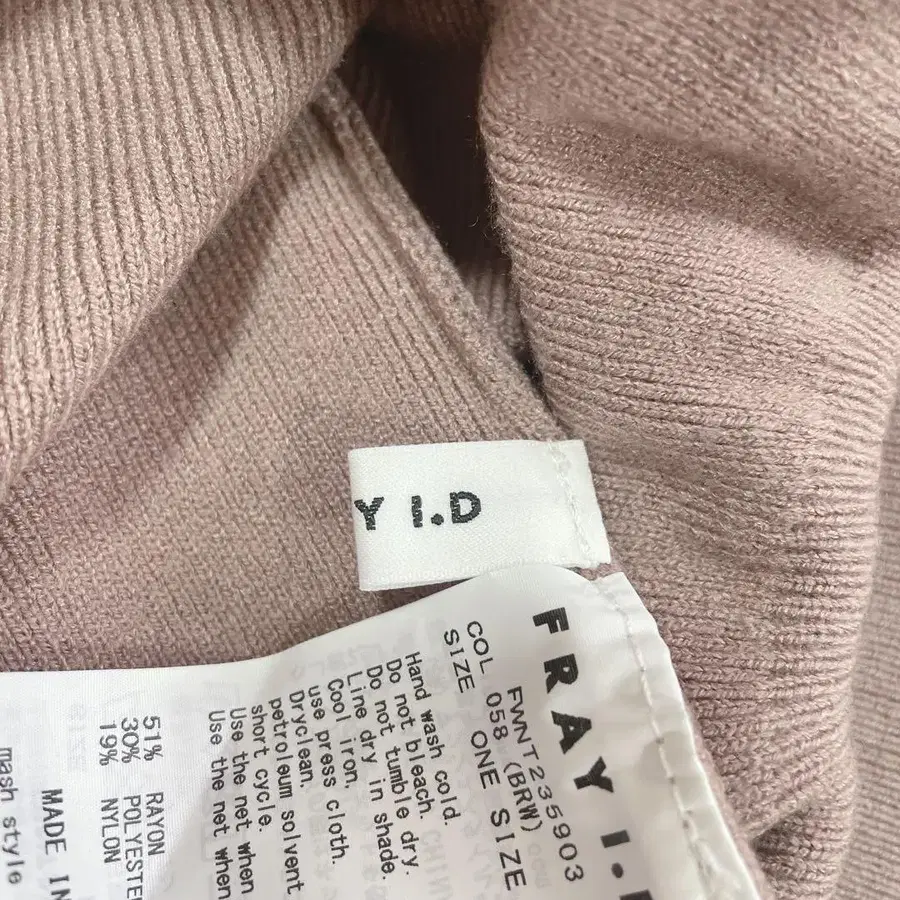 Y I.D
FRAY I.
FWNT235903
COL 058 (BRW)
SIZE ONE SIZE
Hand wash cold.
Do not bleach.
Do not tumble dry.
Line dry in shade.
Cool iron,
use press cloth.
Dryclean,
petroleum solvent
short cycle.
Use the net when
Use the net when
51% RAYON
30% POLYESTE
19% NYLON
MADE IN
mash style